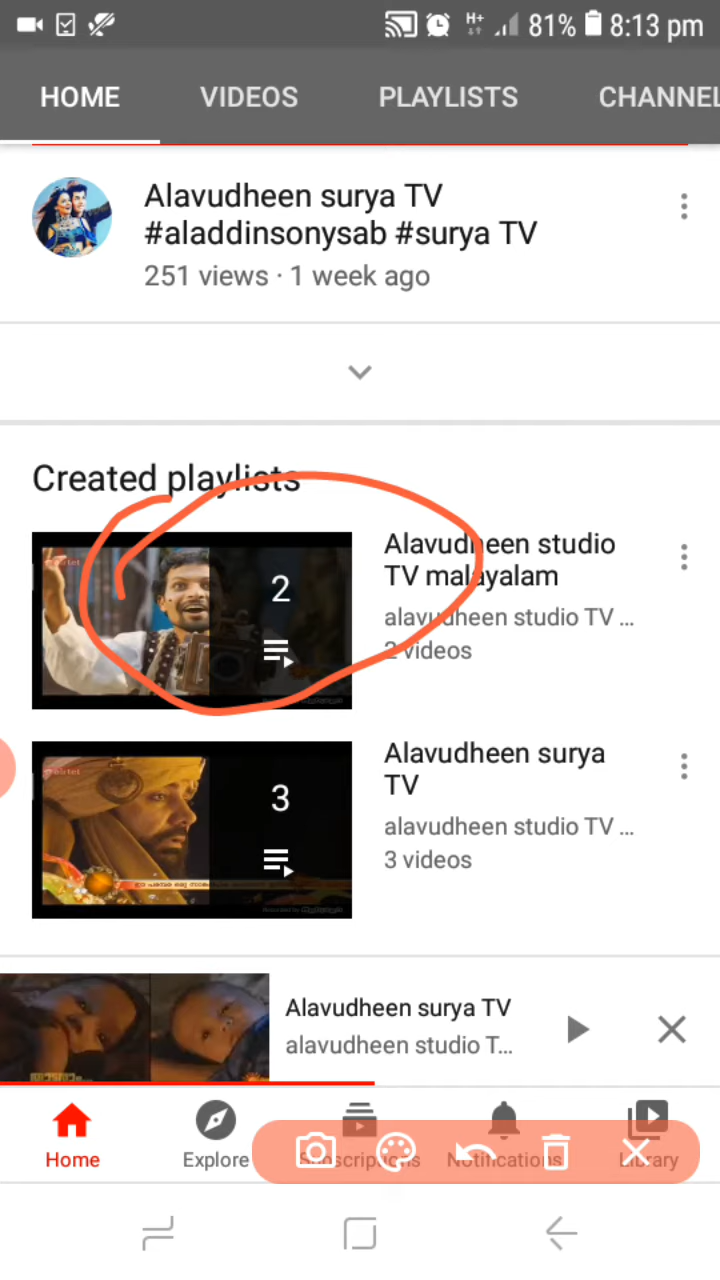 H+ 81% 8:13 pm
HOME VIDEOS PLAYLISTS CHANNEL
Alavudheen surya TV
#aladdinsonysab #surya TV
251 views · 1 week ago
Created playlists
airtel
2
Alavudheen studio
TV malayalam
alavudheen studio TV ...
2 videos
airtel
3
Alavudheen surya
TV
alavudheen studio TV ...
3 videos
Alavudheen surya TV
alavudheen studio T...
Home Explore Subscriptions Notifications Library